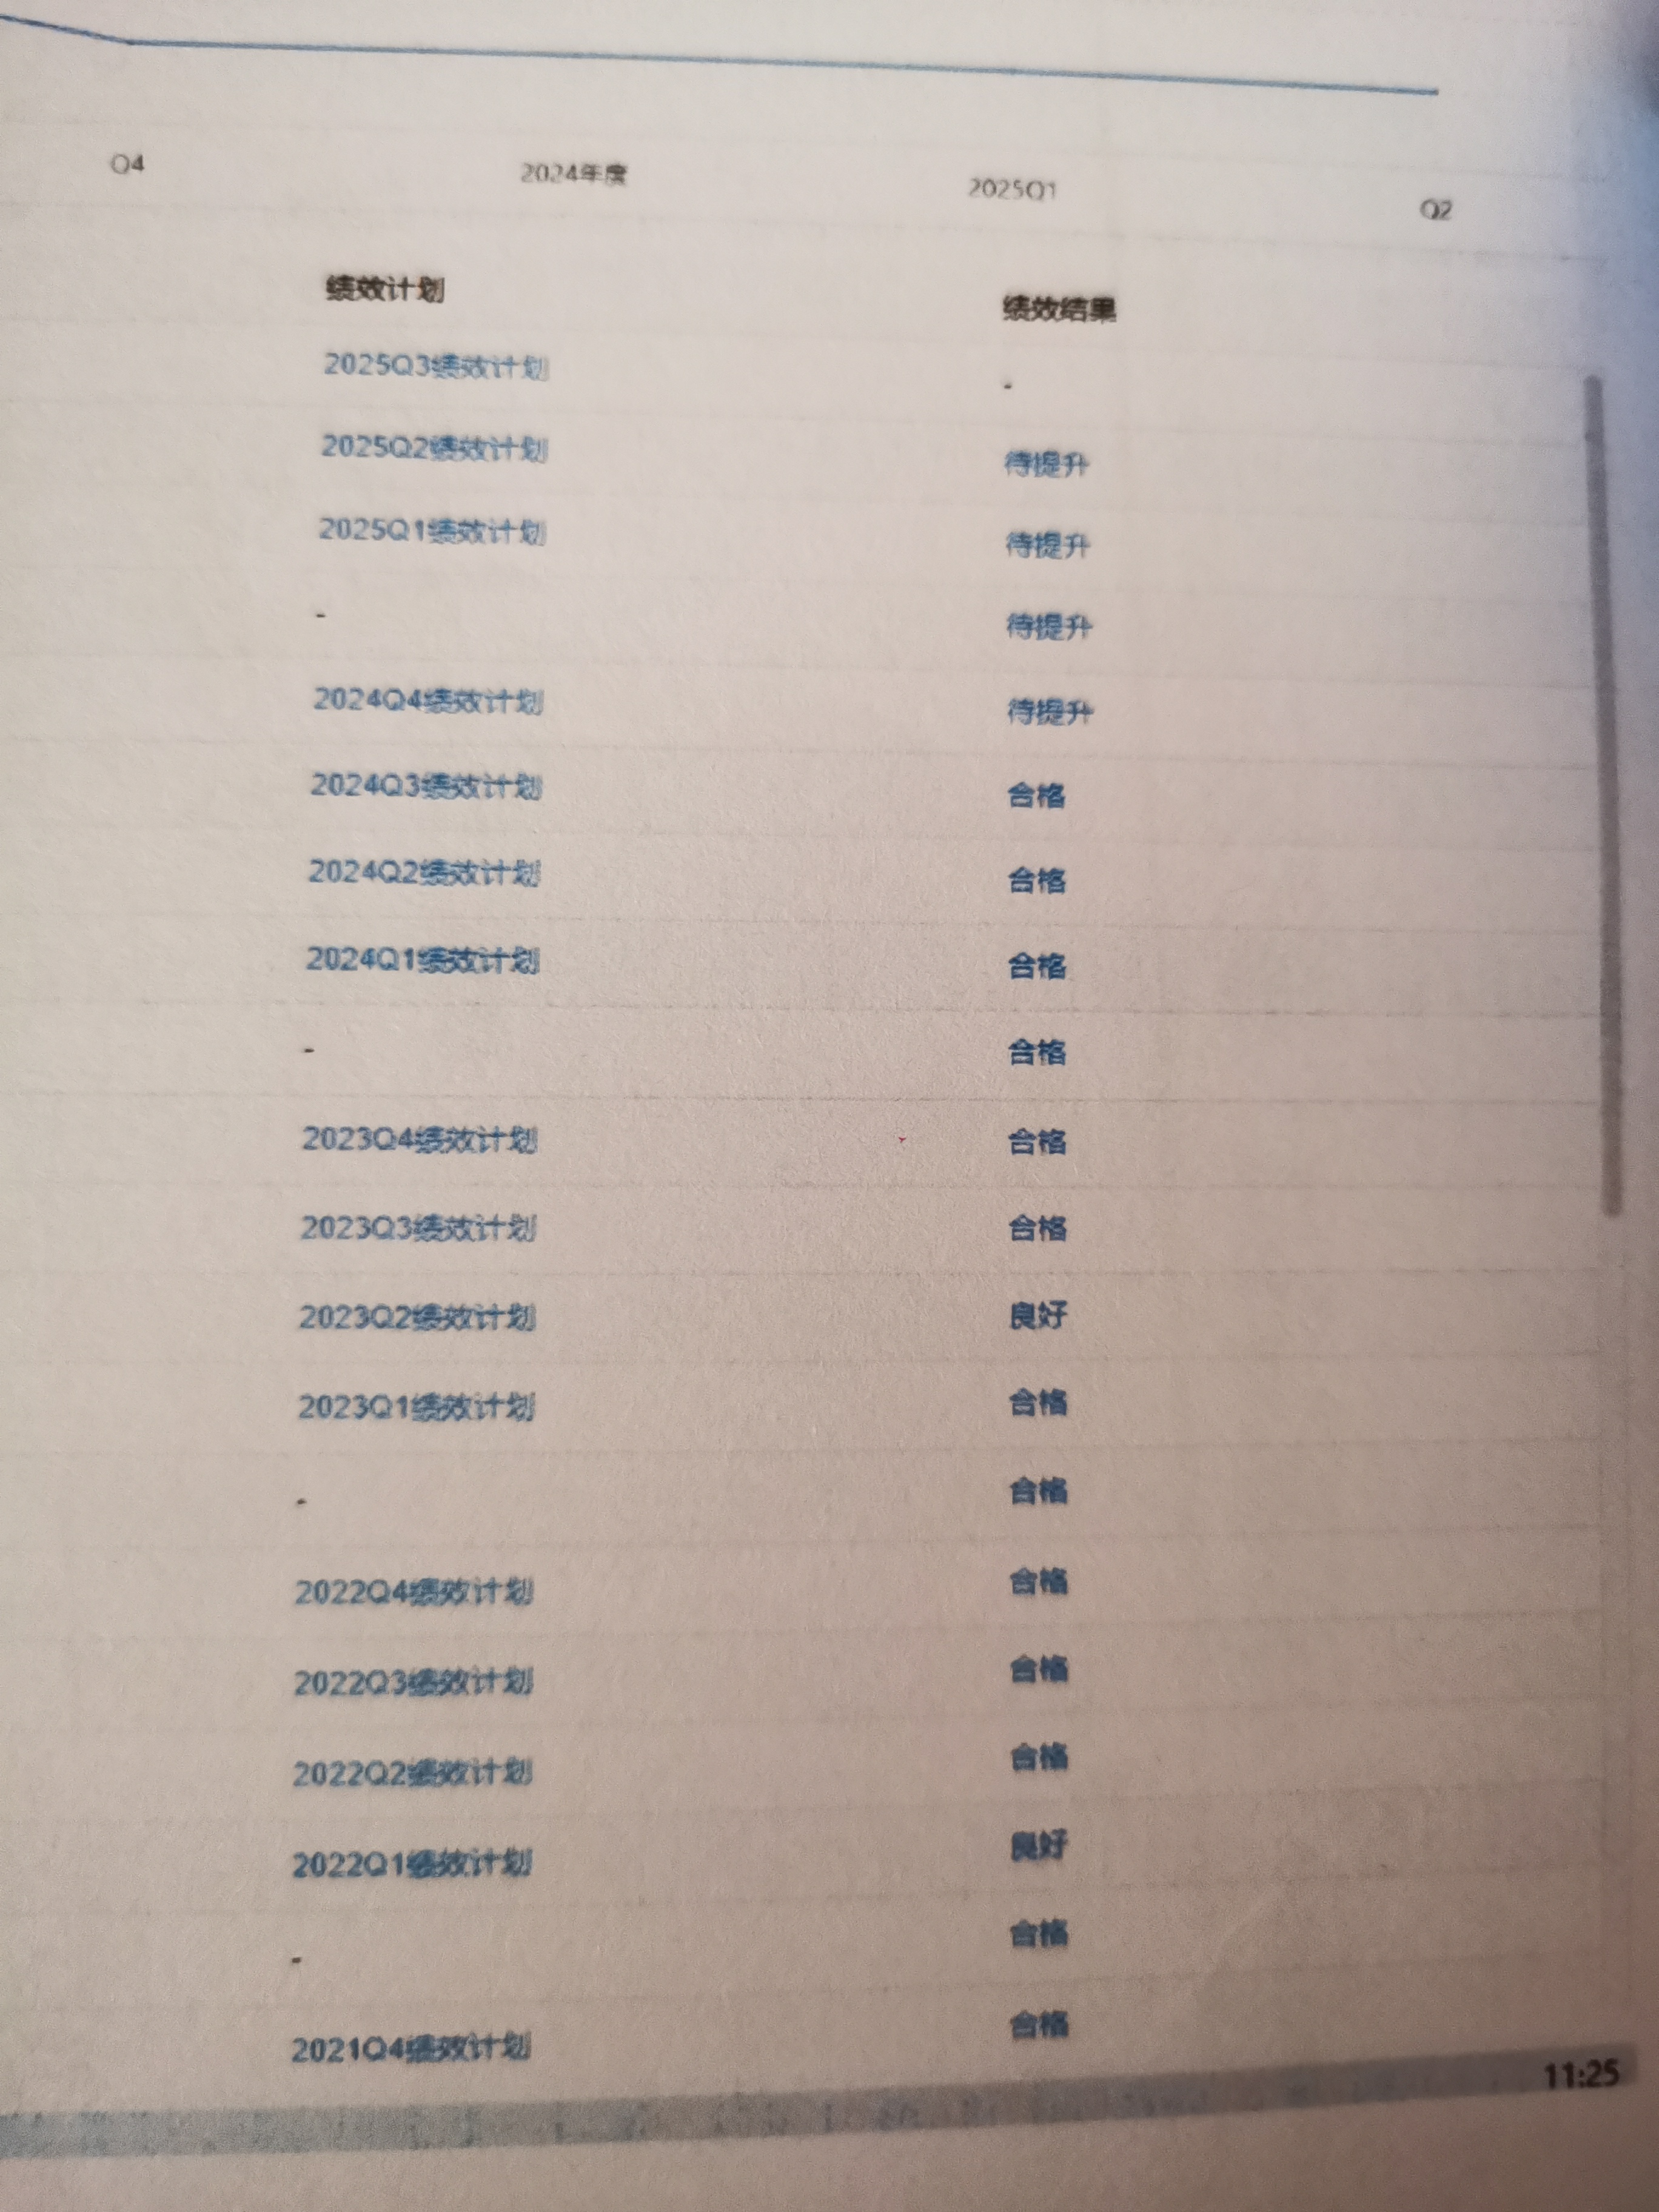 Q4 2024年度 2025Q1 Q2
绩效计划 绩效结果
2025Q3绩效计划 -
2025Q2绩效计划 待提升
2025Q1绩效计划 待提升
- 待提升
2024Q4绩效计划 待提升
2024Q3绩效计划 合格
2024Q2绩效计划 合格
2024Q1绩效计划 合格
- 合格
2023Q4绩效计划 合格
2023Q3绩效计划 合格
2023Q2绩效计划 良好
2023Q1绩效计划 合格
- 合格
2022Q4绩效计划 合格
2022Q3绩效计划 合格
2022Q2绩效计划 合格
2022Q1绩效计划 良好
- 合格
2021Q4绩效计划 合格
11:25